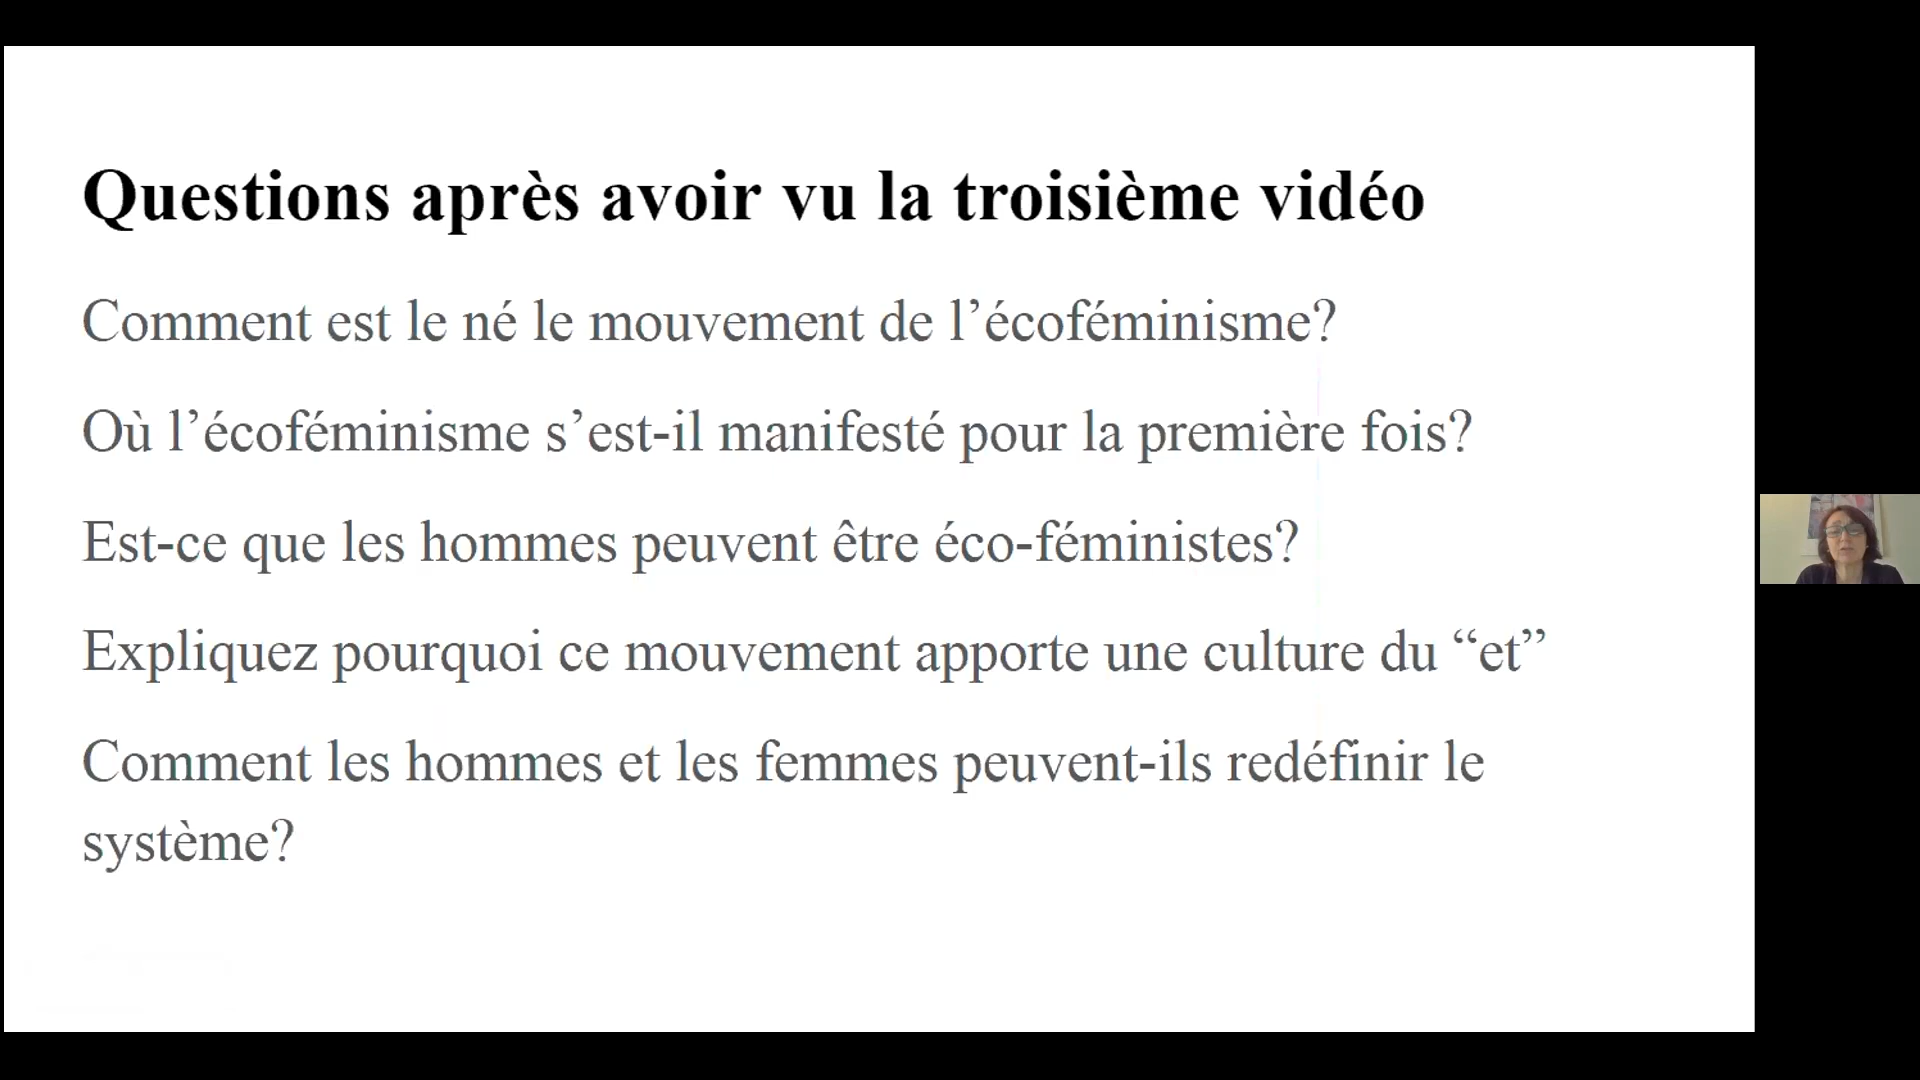 Questions après avoir vu la troisième vidéo
Comment est le né le mouvement de l’écoféminisme?
Où l’écoféminisme s’est-il manifesté pour la première fois?
Est-ce que les hommes peuvent être éco-féministes?
Expliquez pourquoi ce mouvement apporte une culture du “et”
Comment les hommes et les femmes peuvent-ils redéfinir le
système?